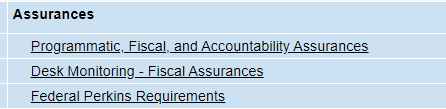 Assurances
Programmatic, Fiscal, and Accountability Assurances
Desk Monitoring - Fiscal Assurances
Federal Perkins Requirements